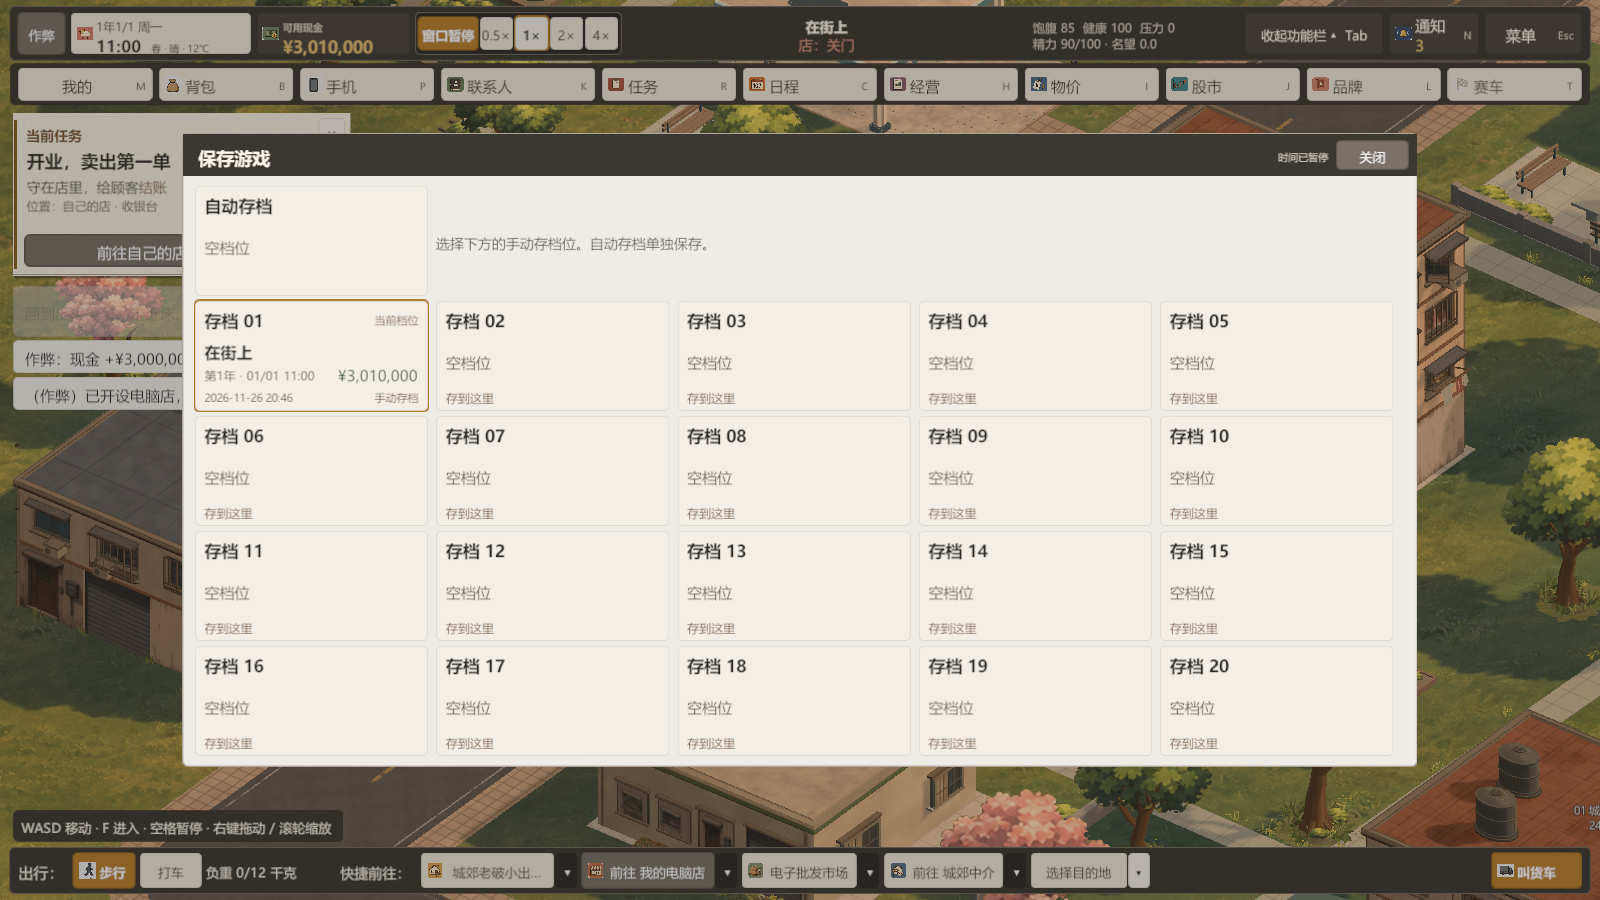 作弊
1年1/1 周一
11:00 春 · 晴 · 12°C
可用现金
¥3,010,000
窗口暂停 0.5× 1× 2× 4×
在街上
店：关门
饱腹 85 健康 100 压力 0
精力 90/100 · 名望 0.0
收起功能栏 ▴ Tab
通知 N
3
菜单 Esc
我的 M
背包 B
手机 P
联系人 K
任务 R
日程 C
经营 H
物价 I
股市 J
品牌 L
赛车 T
当前任务
开业，卖出第一单
守在店里，给顾客结账
位置：自己的店 · 收银台
前往自己的店
作弊：现金 +¥3,000,00
（作弊）已开设电脑店，
保存游戏
时间已暂停 关闭
自动存档
空档位
选择下方的手动存档位。自动存档单独保存。
存档 01 当前档位
在街上
第1年 · 01/01 11:00 ¥3,010,000
2026-11-26 20:46 手动存档
存档 02
空档位
存到这里
存档 03
空档位
存到这里
存档 04
空档位
存到这里
存档 05
空档位
存到这里
存档 06
空档位
存到这里
存档 07
空档位
存到这里
存档 08
空档位
存到这里
存档 09
空档位
存到这里
存档 10
空档位
存到这里
存档 11
空档位
存到这里
存档 12
空档位
存到这里
存档 13
空档位
存到这里
存档 14
空档位
存到这里
存档 15
空档位
存到这里
存档 16
空档位
存到这里
存档 17
空档位
存到这里
存档 18
空档位
存到这里
存档 19
空档位
存到这里
存档 20
空档位
存到这里
01 城
24
WASD 移动 · F 进入 · 空格暂停 · 右键拖动 / 滚轮缩放
出行： 步行 打车 负重 0/12 千克 快捷前往： 城郊老破小出... ▾ 前往 我的电脑店 ▾ 电子批发市场 ▾ 前往 城郊中介 ▾ 选择目的地 ▾ 叫货车